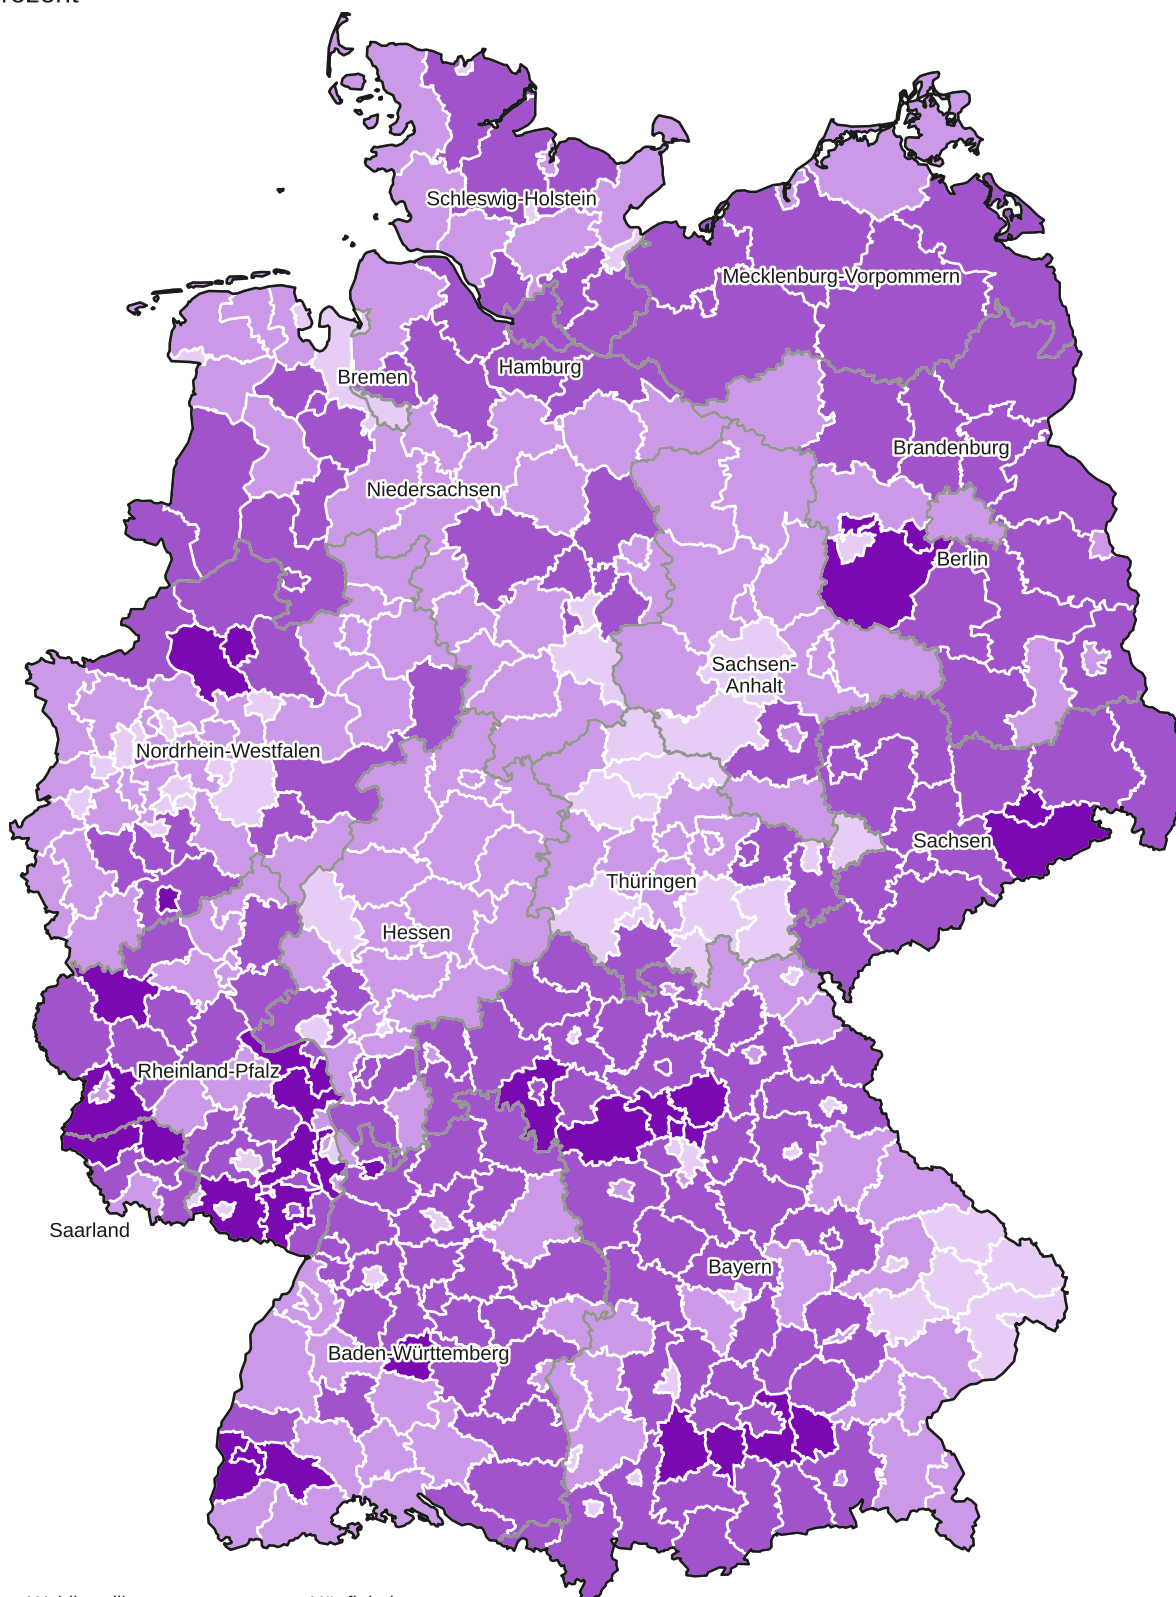 Schleswig-Holstein
Mecklenburg-Vorpommern
Hamburg
Bremen
Brandenburg
Niedersachsen
Berlin
Sachsen-
Anhalt
Nordrhein-Westfalen
Sachsen
Thüringen
Hessen
Rheinland-Pfalz
Saarland
Bayern
Baden-Württemberg